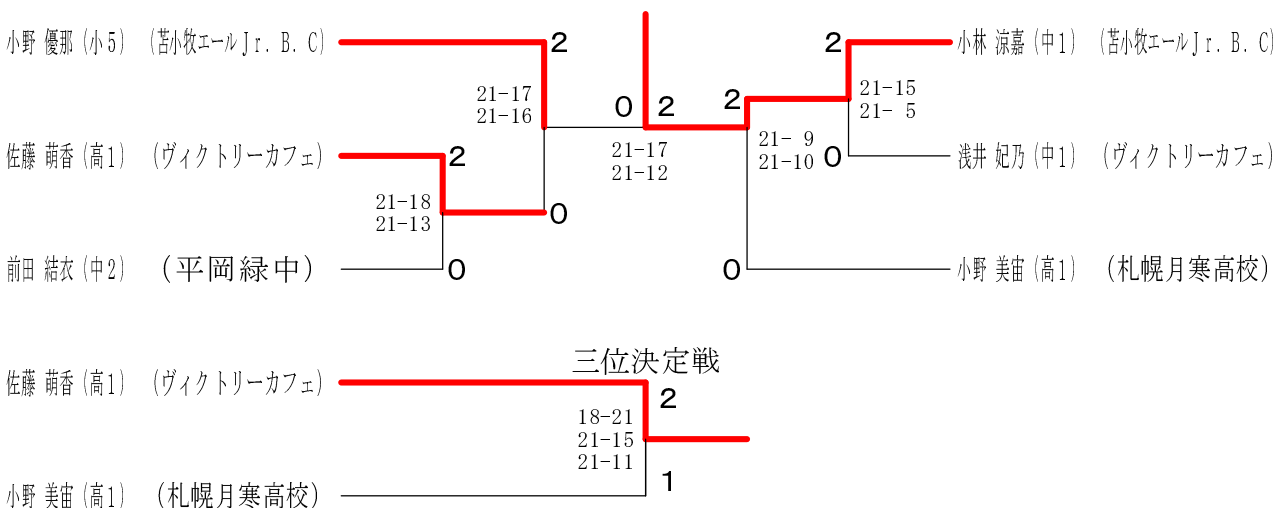 小野 優那 (小5) (苫小牧エールJr. B. C)
2
2
小林 涼嘉 (中1) (苫小牧エールJr. B. C)
21-17
21-16
0
2
2
21-15
21- 5
佐藤 萌香 (高1) (ヴィクトリーカフェ)
2
21-17
21-12
21- 9
21-10
0
浅井 妃乃 (中1) (ヴィクトリーカフェ)
21-18
21-13
0
前田 結衣 (中2) (平岡緑中)
0
0
小野 美宙 (高1) (札幌月寒高校)
三位決定戦
佐藤 萌香 (高1) (ヴィクトリーカフェ)
2
18-21
21-15
21-11
1
小野 美宙 (高1) (札幌月寒高校)